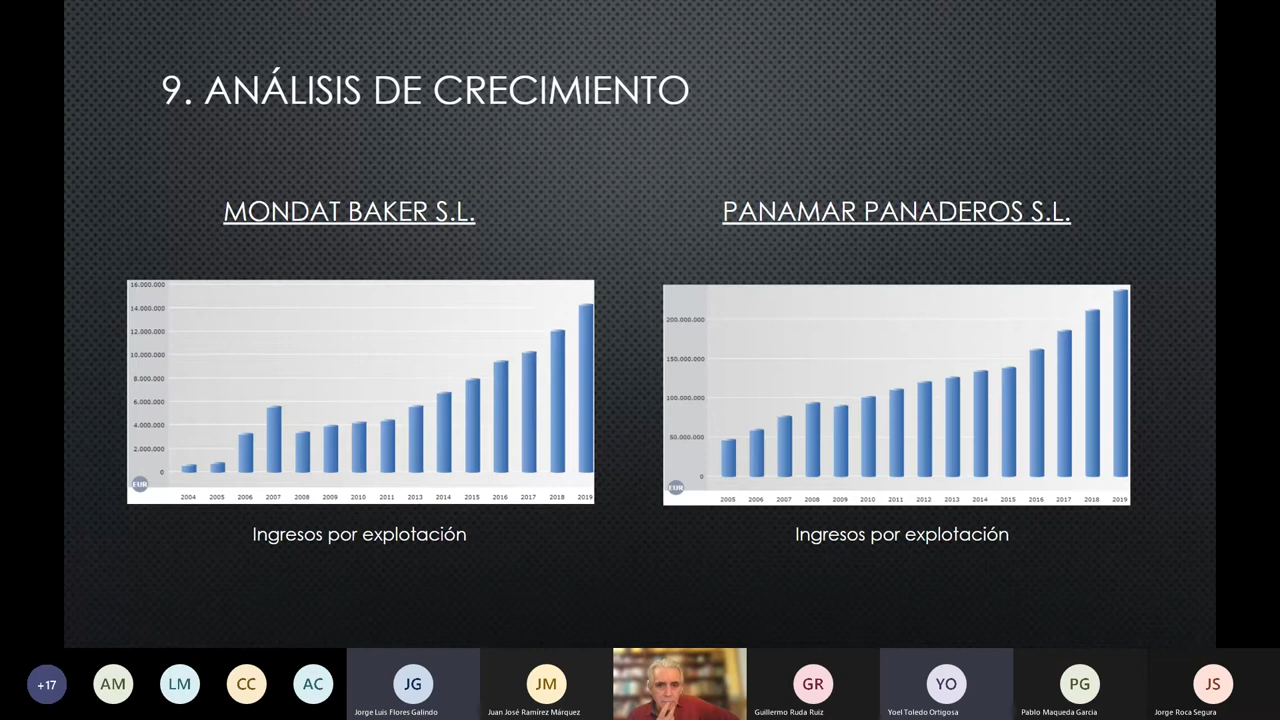 9. ANÁLISIS DE CRECIMIENTO
MONDAT BAKER S.L.
PANAMAR PANADEROS S.L.
16.000.000
14.000.000
12.000.000
10.000.000
8.000.000
6.000.000
4.000.000
2.000.000
0
EUR
2004 2005 2006 2007 2008 2009 2010 2011 2012 2013 2014 2015 2016 2017 2018 2019
200.000.000
150.000.000
100.000.000
50.000.000
0
EUR
2005 2006 2007 2008 2009 2010 2011 2012 2013 2014 2015 2016 2017 2018 2019
Ingresos por explotación
Ingresos por explotación
+17
AM
LM
CC
AC
JG
JM
GR
YO
PG
JS
Jorge Luis Flores Galindo
Juan José Ramírez Márquez
Guillermo Ruda Ruiz
Yoel Toledo Ortigosa
Pablo Maqueda Garcia
Jorge Roca Segura